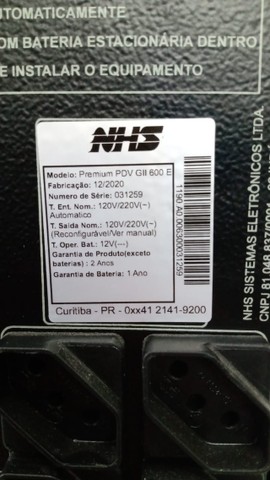 AUTOMATICAMENTE
COM BATERIA ESTACIONÁRIA DENTRO
E INSTALAR O EQUIPAMENTO
NHS
Modelo: Premium PDV GII 600 E
Fabricação: 12/2020
Numero de Série: 031259
T. Ent. Nom.: 120V/220V(~)
Automatico
T. Saida Nom.: 120V/220V(~)
(Reconfigurável/Ver manual)
T. Oper. Bat.: 12V(---)
Garantia de Produto(exceto
baterias) : 2 Anos
Garantia de Bateria: 1 Ano
Curitiba - PR - 0xx41 2141-9200
NHS SISTEMAS ELETRÔNICOS LTDA.